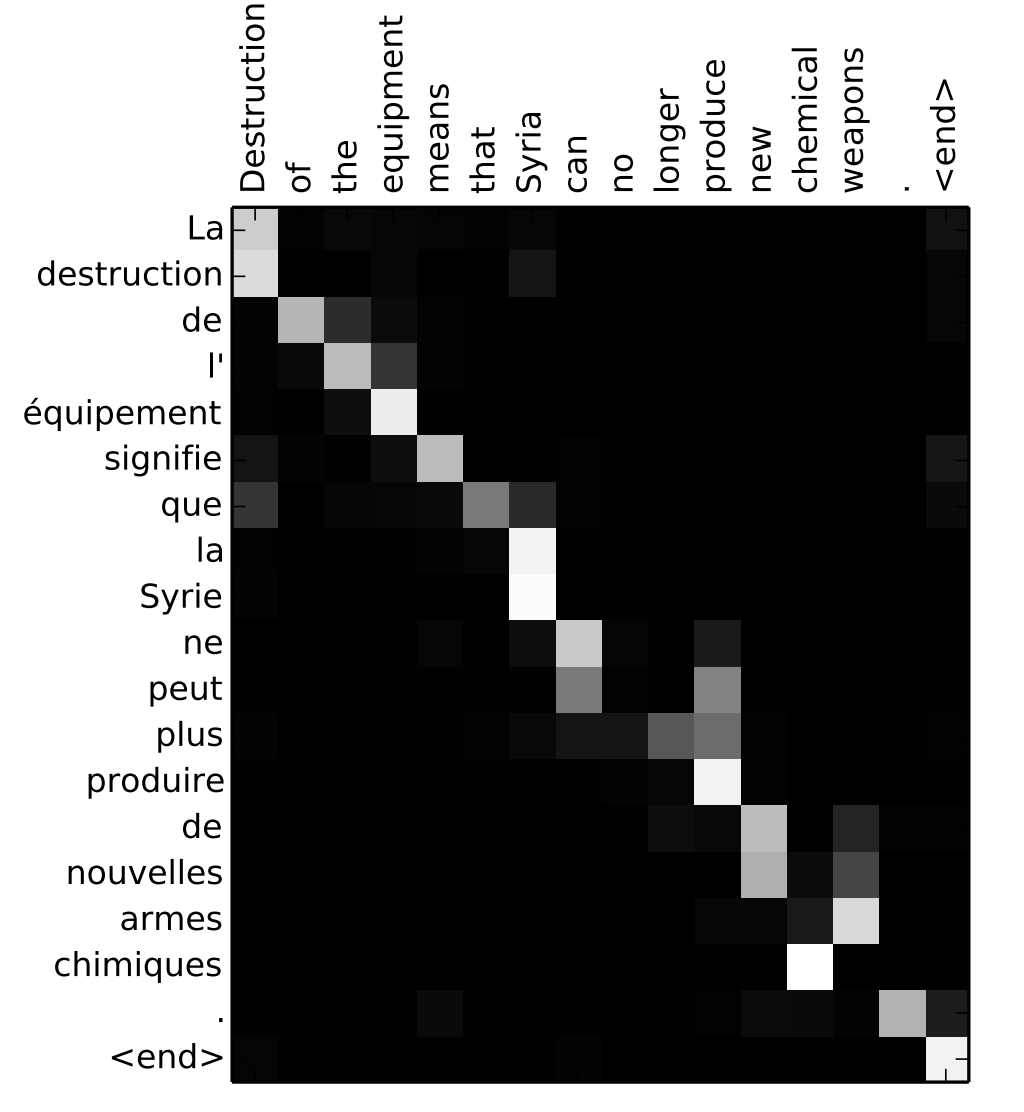 Destruction
of
the
equipment
means
that
Syria
can
no
longer
produce
new
chemical
weapons
.
<end>
La
destruction
de
l'
équipement
signifie
que
la
Syrie
ne
peut
plus
produire
de
nouvelles
armes
chimiques
.
<end>